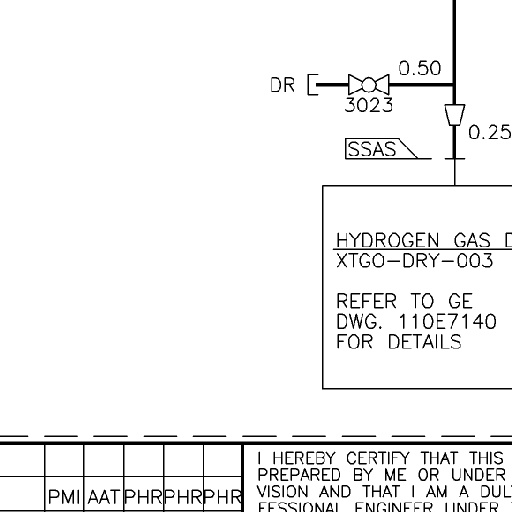 0.50
DR
3023
0.25
SSAS
HYDROGEN GAS
XTGO-DRY-003
REFER TO GE
DWG. 110E7140
FOR DETAILS
I HEREBY CERTIFY THAT THIS
PREPARED BY ME OR UNDER
PMI AAT PHR PHR PHR
VISION AND THAT I AM A DUL
FESSIONAL ENGINEER UNDER